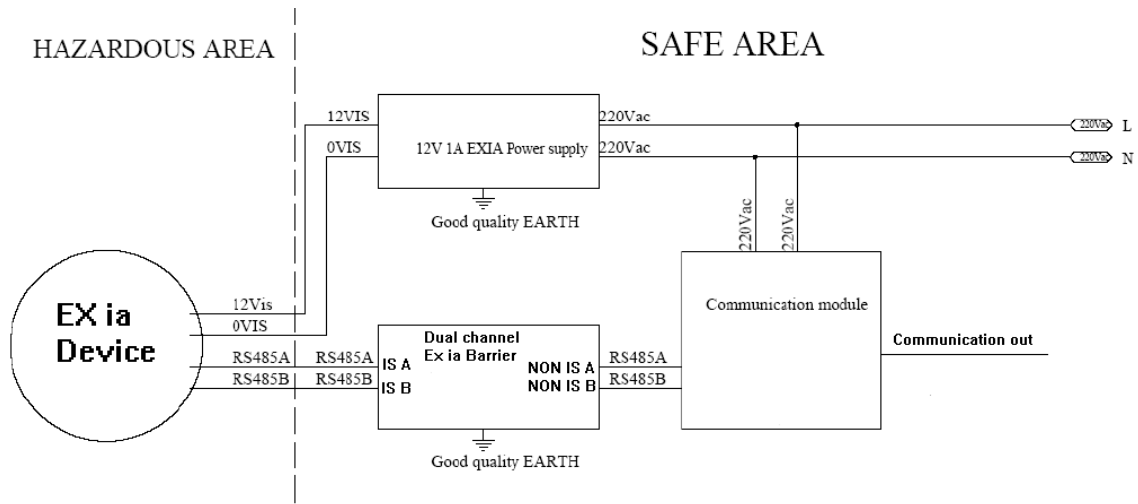 HAZARDOUS AREA
SAFE AREA
12VIS
0VIS
12V 1A EXIA Power supply
220Vac
220Vac
Good quality EARTH
220Vac
L
220Vac
N
220Vac
220Vac
EX ia
Device
12Vis
0VIS
RS485A
RS485B
RS485A
RS485B
Dual channel
Ex ia Barrier
IS A
IS B
NON IS A
NON IS B
RS485A
RS485B
Good quality EARTH
Communication module
Communication out